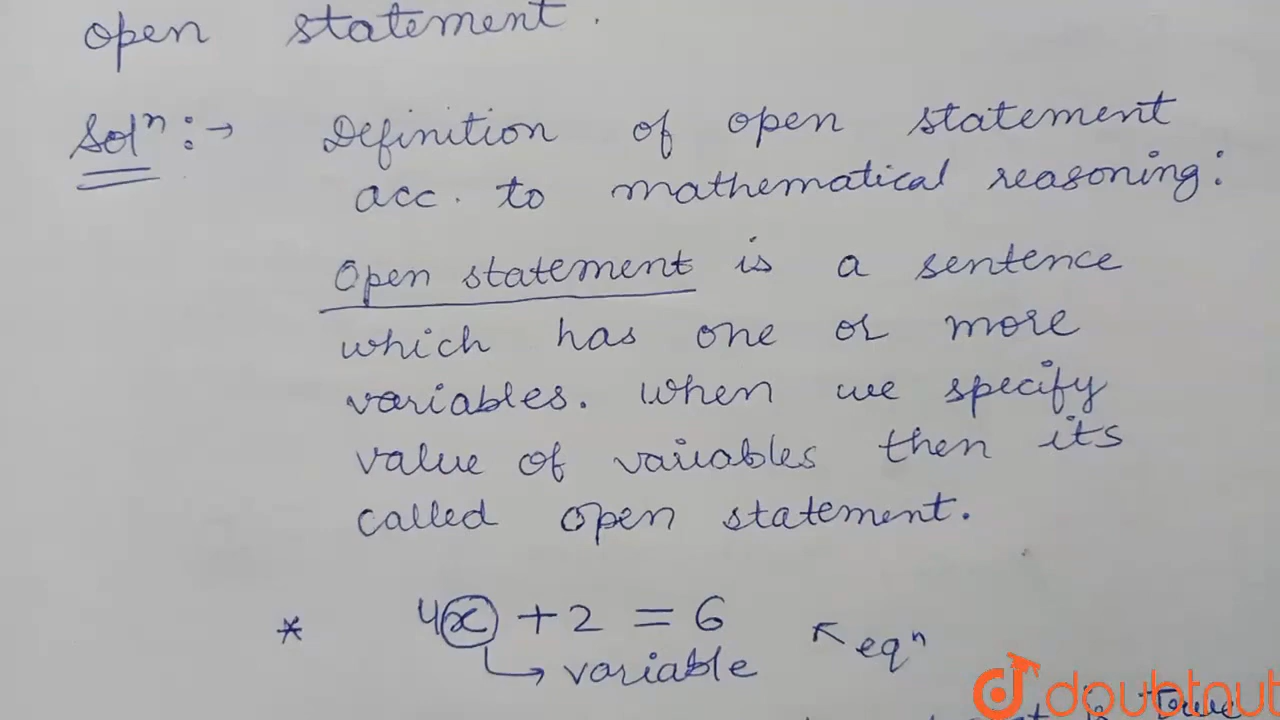 open statement.
Solⁿ :→ Definition of open statement
acc. to mathematical reasoning:
Open statement is a sentence
which has one or more
variables. When we specify
value of variables then its
called open statement.
* 4x + 2 = 6 ↖ eqⁿ
↳ variable
doubtnut
is True